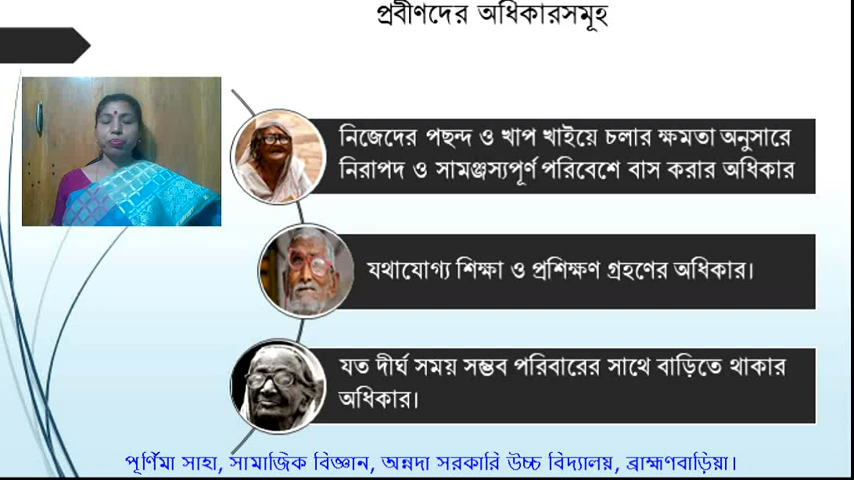 প্রবীণদের অধিকারসমূহ
নিজেদের পছন্দ ও খাপ খাইয়ে চলার ক্ষমতা অনুসারে
নিরাপদ ও সামঞ্জস্যপূর্ণ পরিবেশে বাস করার অধিকার
যথাযোগ্য শিক্ষা ও প্রশিক্ষণ গ্রহণের অধিকার।
যত দীর্ঘ সময় সম্ভব পরিবারের সাথে বাড়িতে থাকার
অধিকার।
পূর্ণিমা সাহা, সামাজিক বিজ্ঞান, অন্নদা সরকারি উচ্চ বিদ্যালয়, ব্রাহ্মণবাড়িয়া।